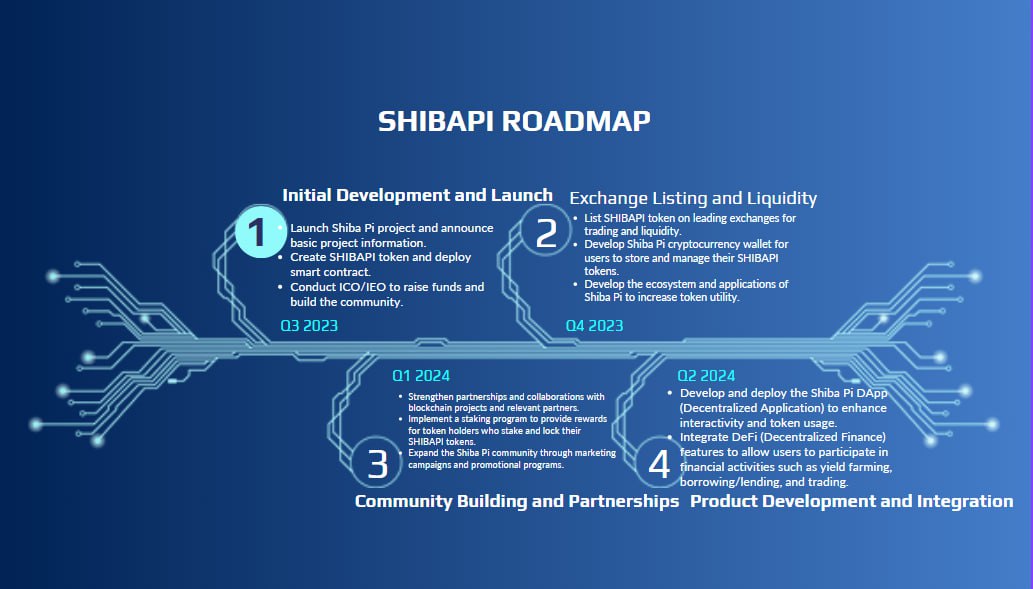 SHIBAPI ROADMAP
Initial Development and Launch
1
• Launch Shiba Pi project and announce
basic project information.
• Create SHIBAPI token and deploy
smart contract.
• Conduct ICO/IEO to raise funds and
build the community.
Q3 2023
Exchange Listing and Liquidity
2
• List SHIBAPI token on leading exchanges for
trading and liquidity.
• Develop Shiba Pi cryptocurrency wallet for
users to store and manage their SHIBAPI
tokens.
• Develop the ecosystem and applications of
Shiba Pi to increase token utility.
Q4 2023
Q1 2024
• Strengthen partnerships and collaborations with
blockchain projects and relevant partners.
• Implement a staking program to provide rewards
for token holders who stake and lock their
SHIBAPI tokens.
• Expand the Shiba Pi community through marketing
campaigns and promotional programs.
3
Community Building and Partnerships
Q2 2024
• Develop and deploy the Shiba Pi DApp
(Decentralized Application) to enhance
interactivity and token usage.
• Integrate DeFi (Decentralized Finance)
features to allow users to participate in
financial activities such as yield farming,
borrowing/lending, and trading.
4
Product Development and Integration